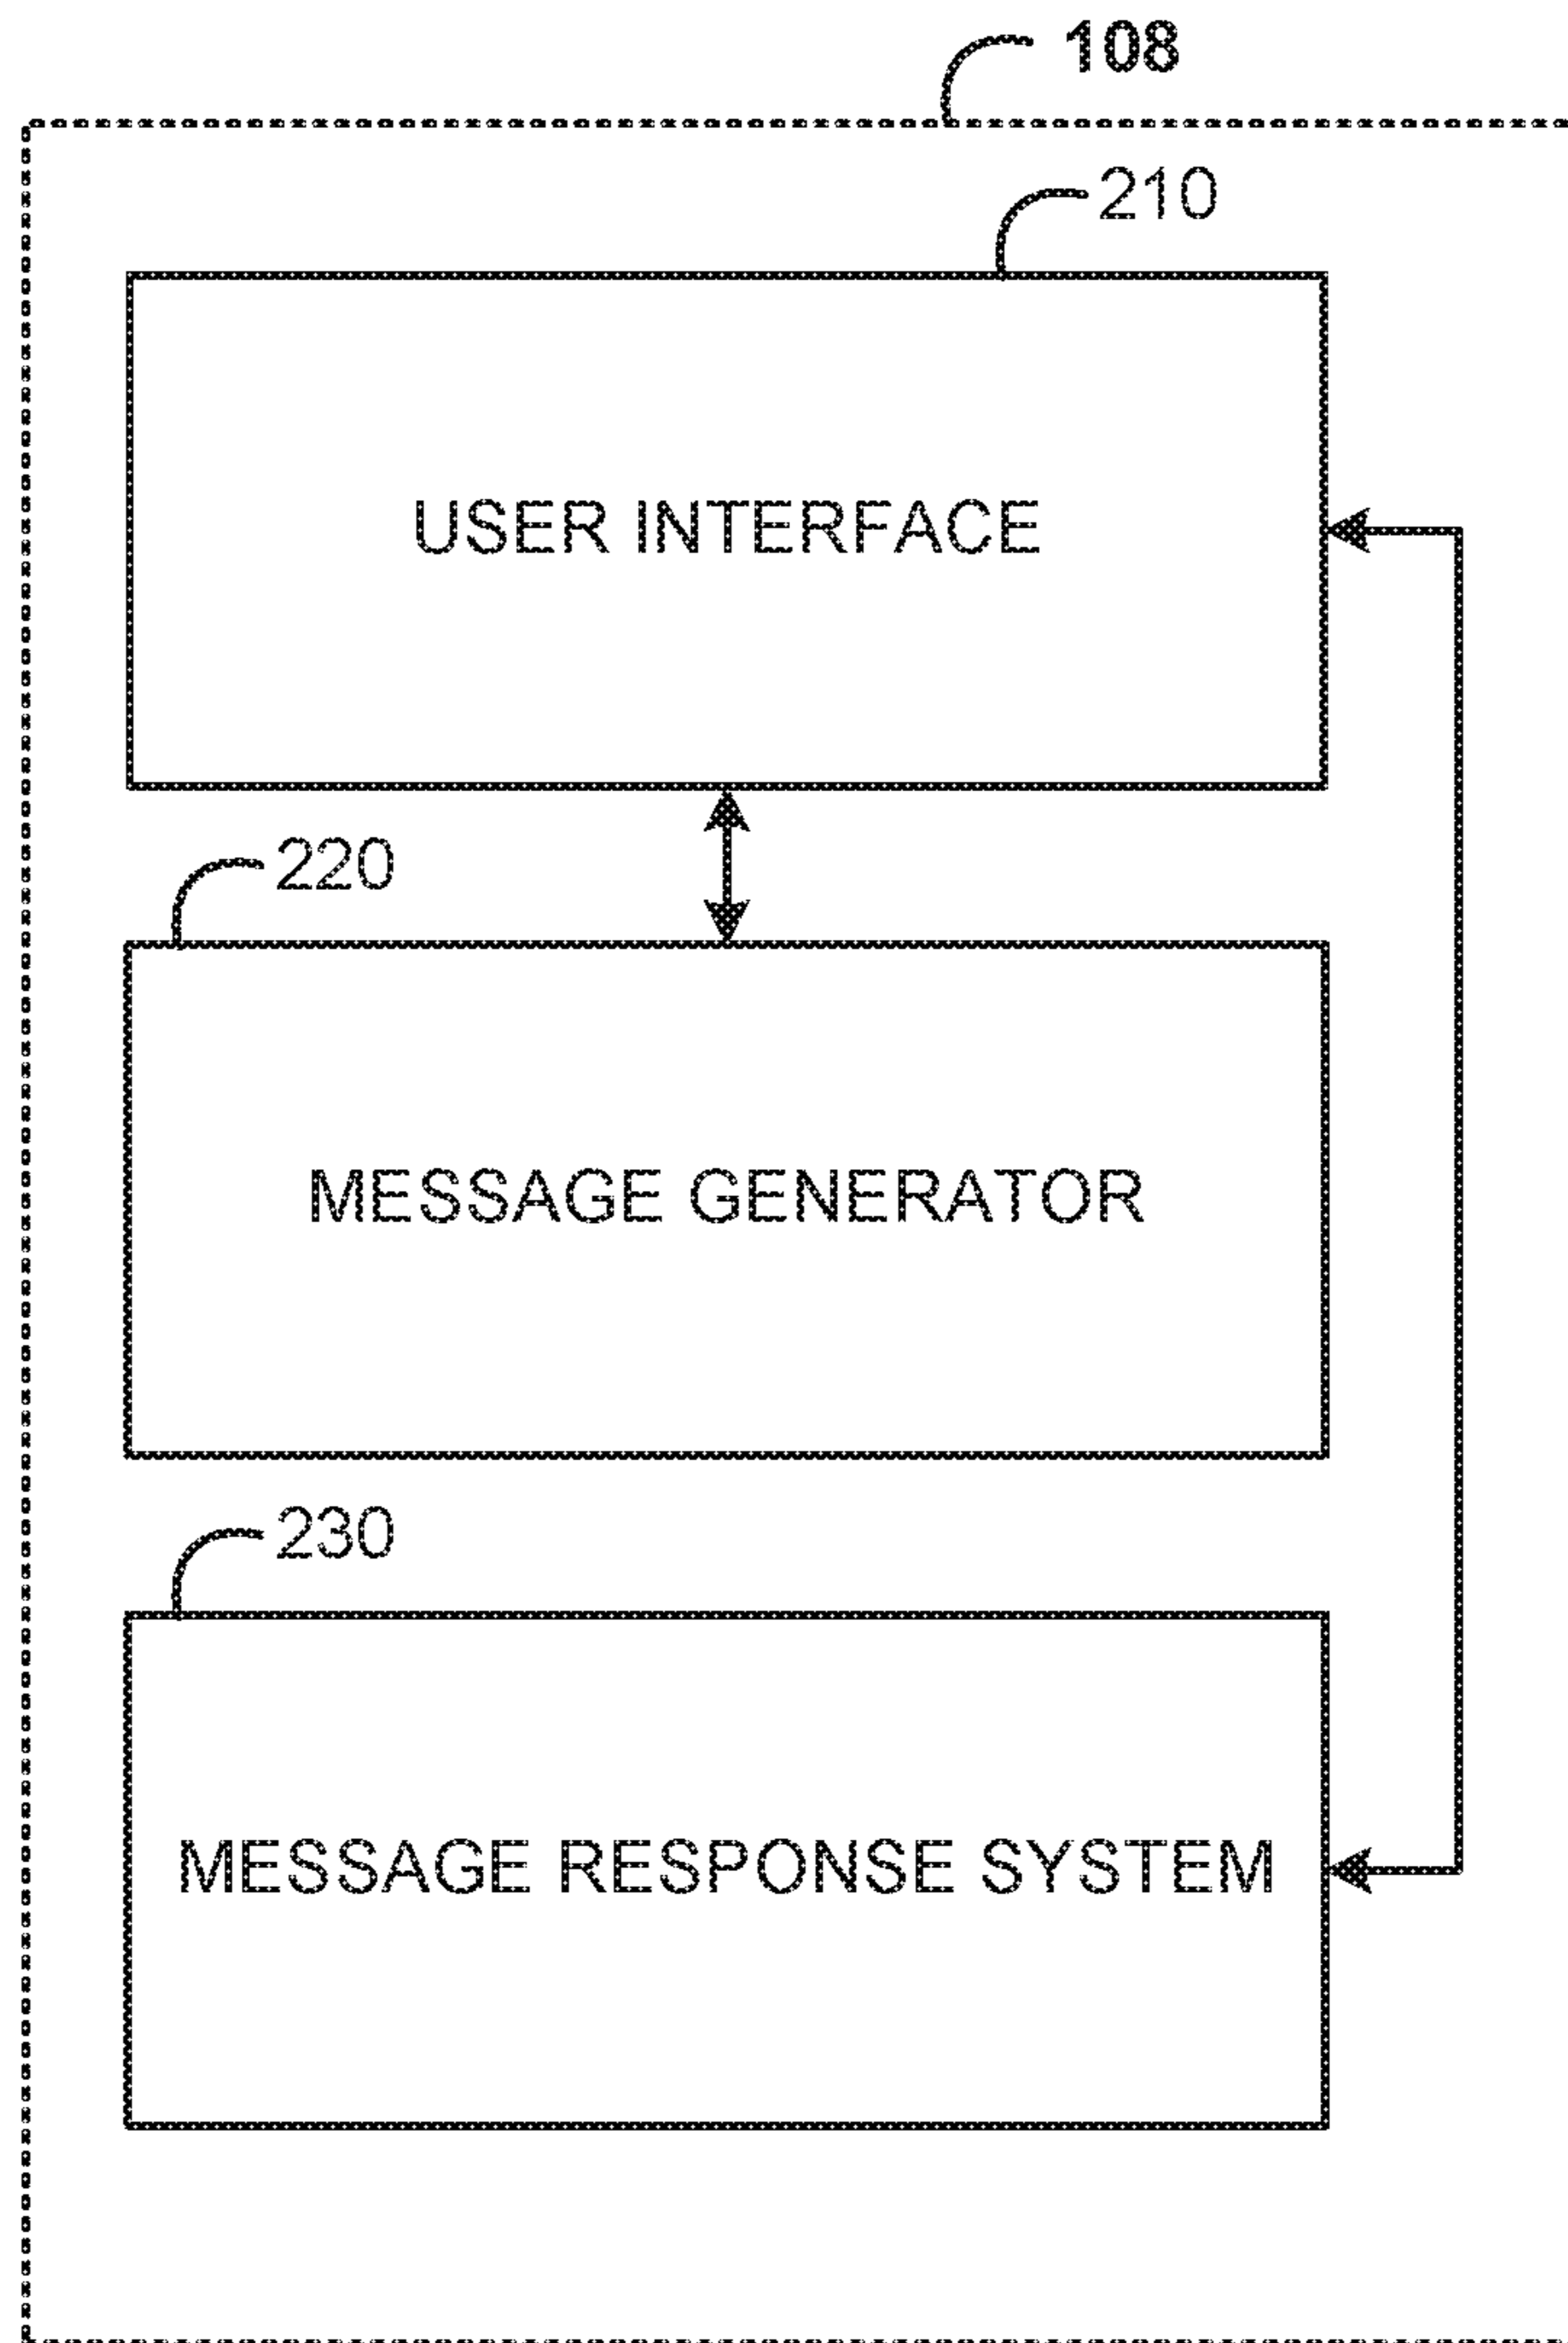 108
210
USER INTERFACE
220
MESSAGE GENERATOR
230
MESSAGE RESPONSE SYSTEM